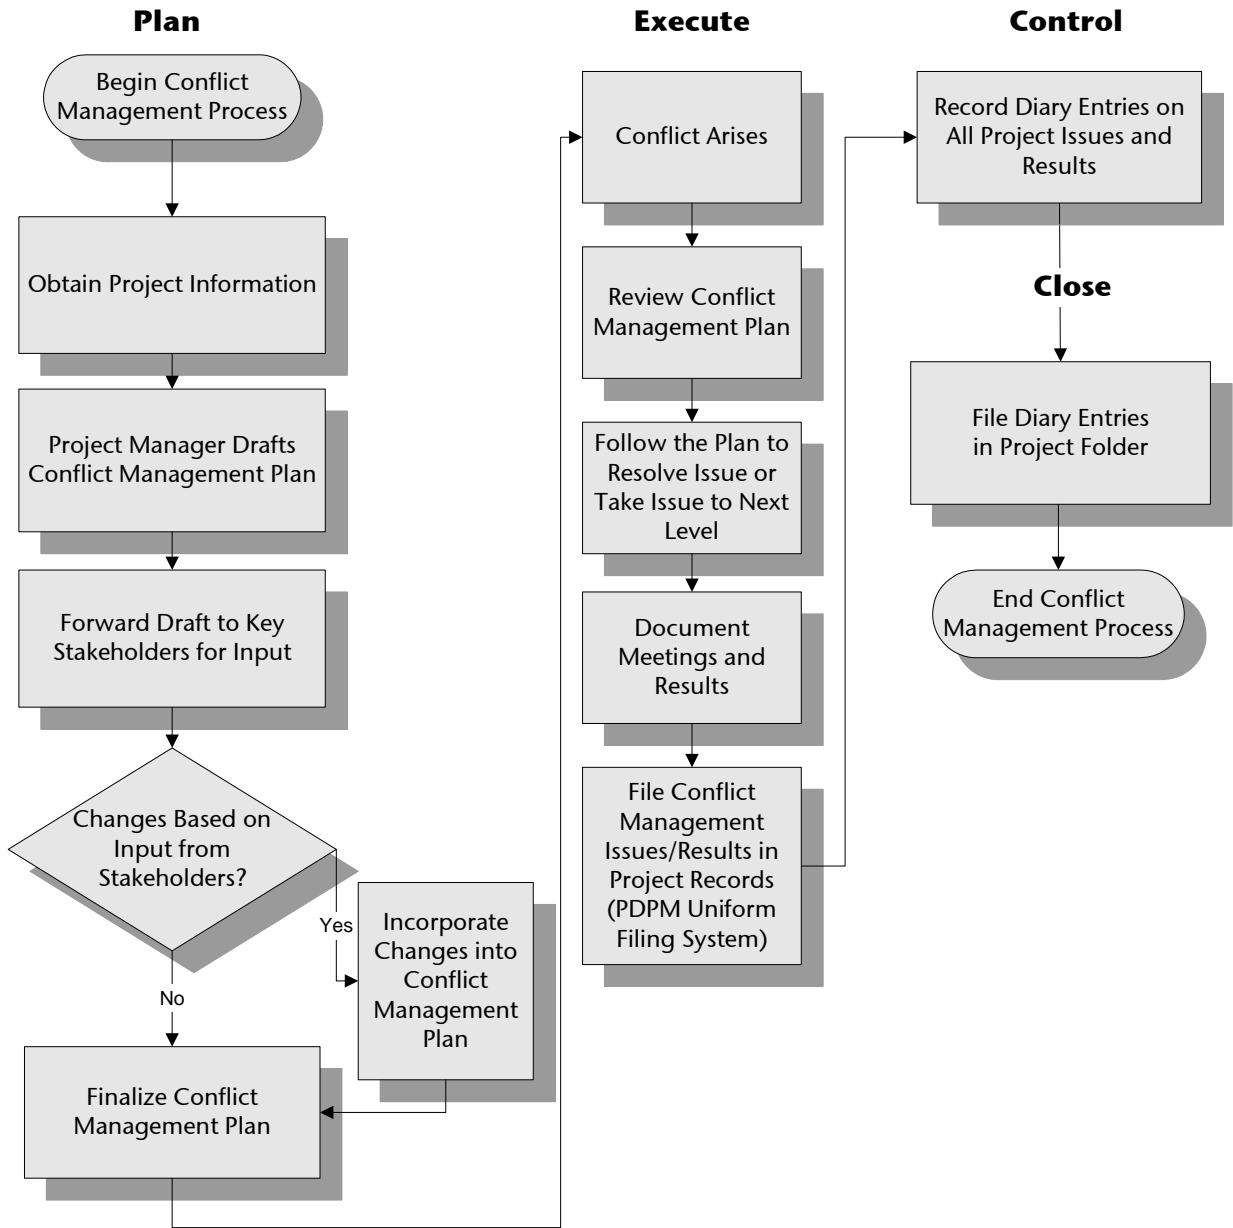 Plan
Begin Conflict
Management Process
Obtain Project Information
Project Manager Drafts
Conflict Management Plan
Forward Draft to Key
Stakeholders for Input
Changes Based on
Input from
Stakeholders?
Yes
No
Incorporate
Changes into
Conflict
Management
Plan
Finalize Conflict
Management Plan
Execute
Conflict Arises
Review Conflict
Management Plan
Follow the Plan to
Resolve Issue or
Take Issue to Next
Level
Document
Meetings and
Results
File Conflict
Management
Issues/Results in
Project Records
(PDPM Uniform
Filing System)
Control
Record Diary Entries on
All Project Issues and
Results
Close
File Diary Entries
in Project Folder
End Conflict
Management Process